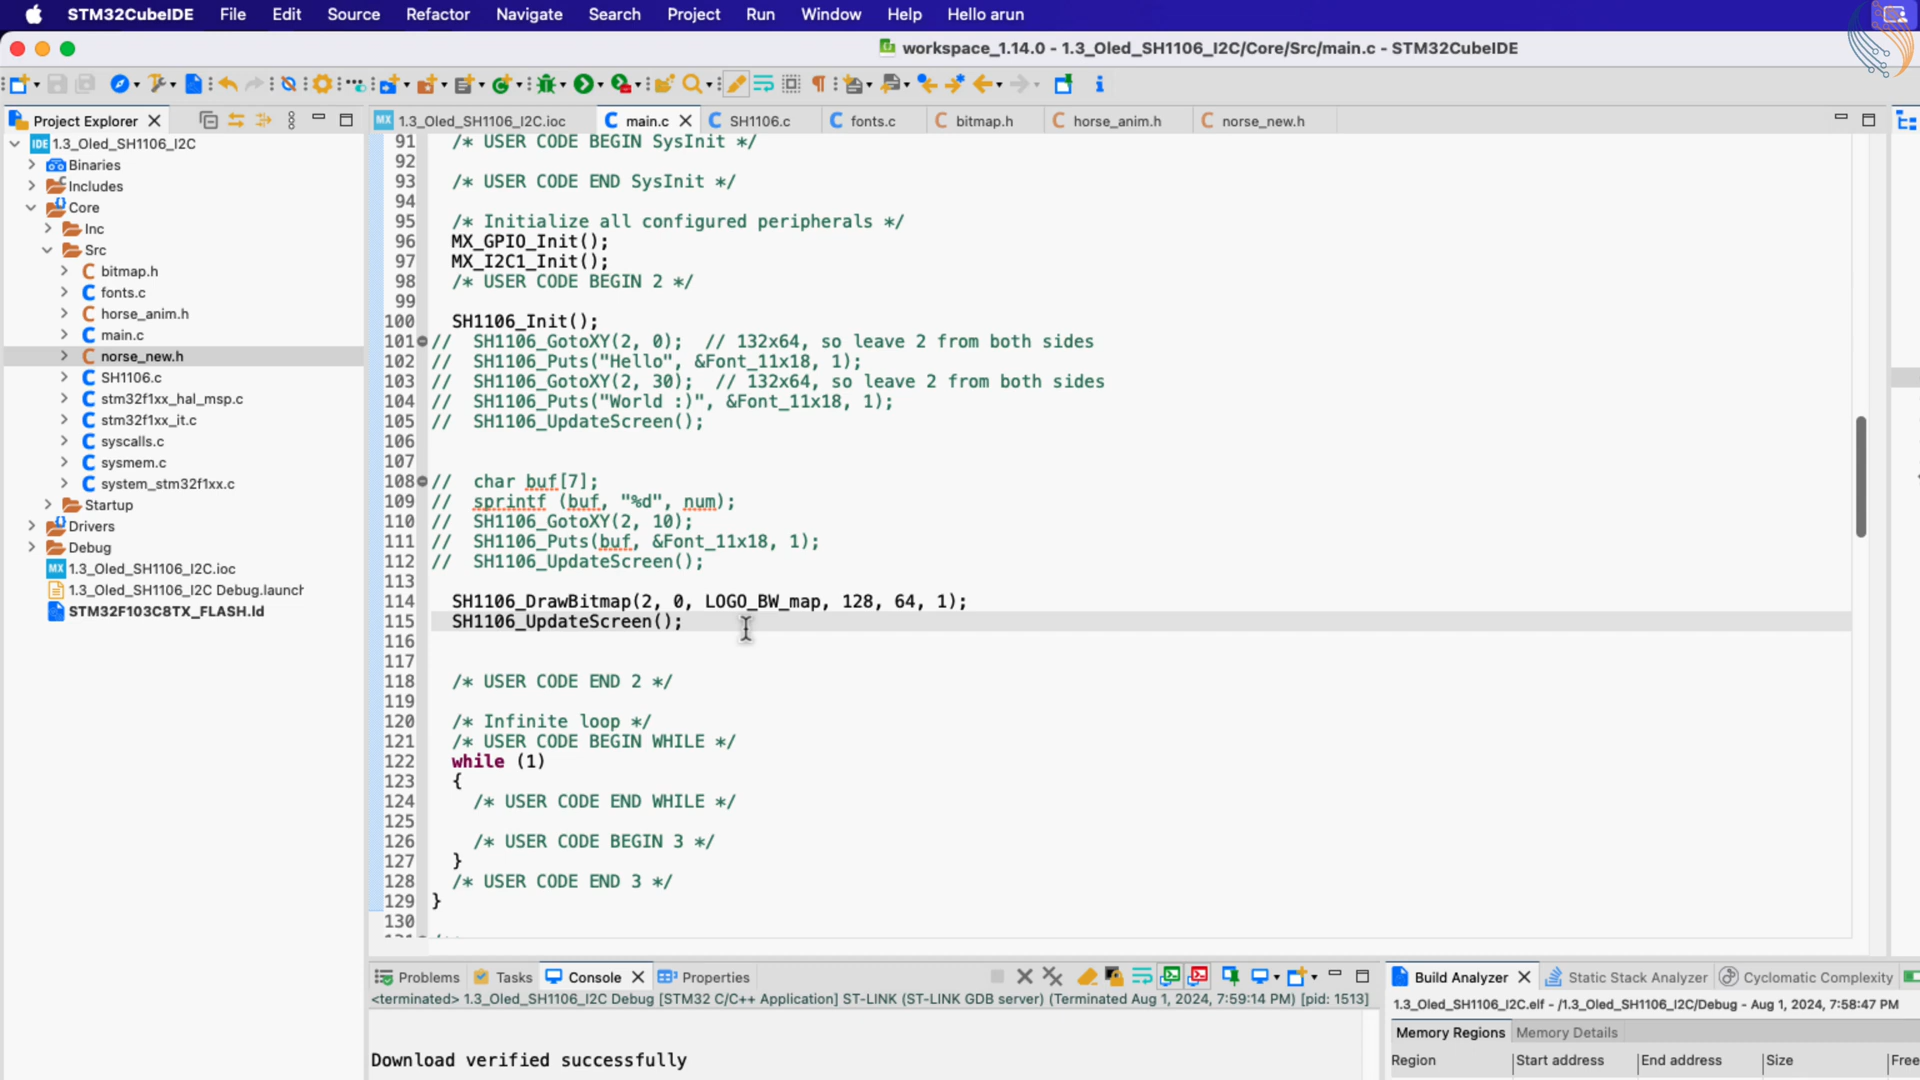 STM32CubeIDE File Edit Source Refactor Navigate Search Project Run Window Help Hello arun
workspace_1.14.0 - 1.3_Oled_SH1106_I2C/Core/Src/main.c - STM32CubeIDE
Project Explorer
1.3_Oled_SH1106_I2C.ioc main.c SH1106.c fonts.c bitmap.h horse_anim.h norse_new.h
IDE 1.3_Oled_SH1106_I2C
Binaries
Includes
Core
Inc
Src
bitmap.h
fonts.c
horse_anim.h
main.c
norse_new.h
SH1106.c
stm32f1xx_hal_msp.c
stm32f1xx_it.c
syscalls.c
sysmem.c
system_stm32f1xx.c
Startup
Drivers
Debug
MX 1.3_Oled_SH1106_I2C.ioc
1.3_Oled_SH1106_I2C Debug.launch
STM32F103C8TX_FLASH.ld
91 /* USER CODE BEGIN SysInit */
92
93 /* USER CODE END SysInit */
94
95 /* Initialize all configured peripherals */
96 MX_GPIO_Init();
97 MX_I2C1_Init();
98 /* USER CODE BEGIN 2 */
99
100 SH1106_Init();
101 // SH1106_GotoXY(2, 0); // 132x64, so leave 2 from both sides
102 // SH1106_Puts("Hello", &Font_11x18, 1);
103 // SH1106_GotoXY(2, 30); // 132x64, so leave 2 from both sides
104 // SH1106_Puts("World :)", &Font_11x18, 1);
105 // SH1106_UpdateScreen();
106
107
108 // char buf[7];
109 // sprintf (buf, "%d", num);
110 // SH1106_GotoXY(2, 10);
111 // SH1106_Puts(buf, &Font_11x18, 1);
112 // SH1106_UpdateScreen();
113
114 SH1106_DrawBitmap(2, 0, LOGO_BW_map, 128, 64, 1);
115 SH1106_UpdateScreen();
116
117
118 /* USER CODE END 2 */
119
120 /* Infinite loop */
121 /* USER CODE BEGIN WHILE */
122 while (1)
123 {
124 /* USER CODE END WHILE */
125
126 /* USER CODE BEGIN 3 */
127 }
128 /* USER CODE END 3 */
129 }
130
Problems Tasks Console Properties
<terminated> 1.3_Oled_SH1106_I2C Debug [STM32 C/C++ Application] ST-LINK (ST-LINK GDB server) (Terminated Aug 1, 2024, 7:59:14 PM) [pid: 1513]
Download verified successfully
Build Analyzer Static Stack Analyzer Cyclomatic Complexity
1.3_Oled_SH1106_I2C.elf - /1.3_Oled_SH1106_I2C/Debug - Aug 1, 2024, 7:58:47 PM
Memory Regions Memory Details
Region Start address End address Size Free